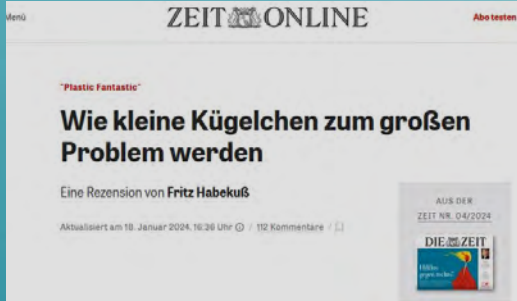 Menü
ZEIT ONLINE
Abo testen
"Plastic Fantastic"
Wie kleine Kügelchen zum großen
Problem werden
Eine Rezension von Fritz Habekuß
Aktualisiert am 18. Januar 2024, 16:36 Uhr / 112 Kommentare /
AUS DER
ZEIT NR. 04/2024
DIE ZEIT